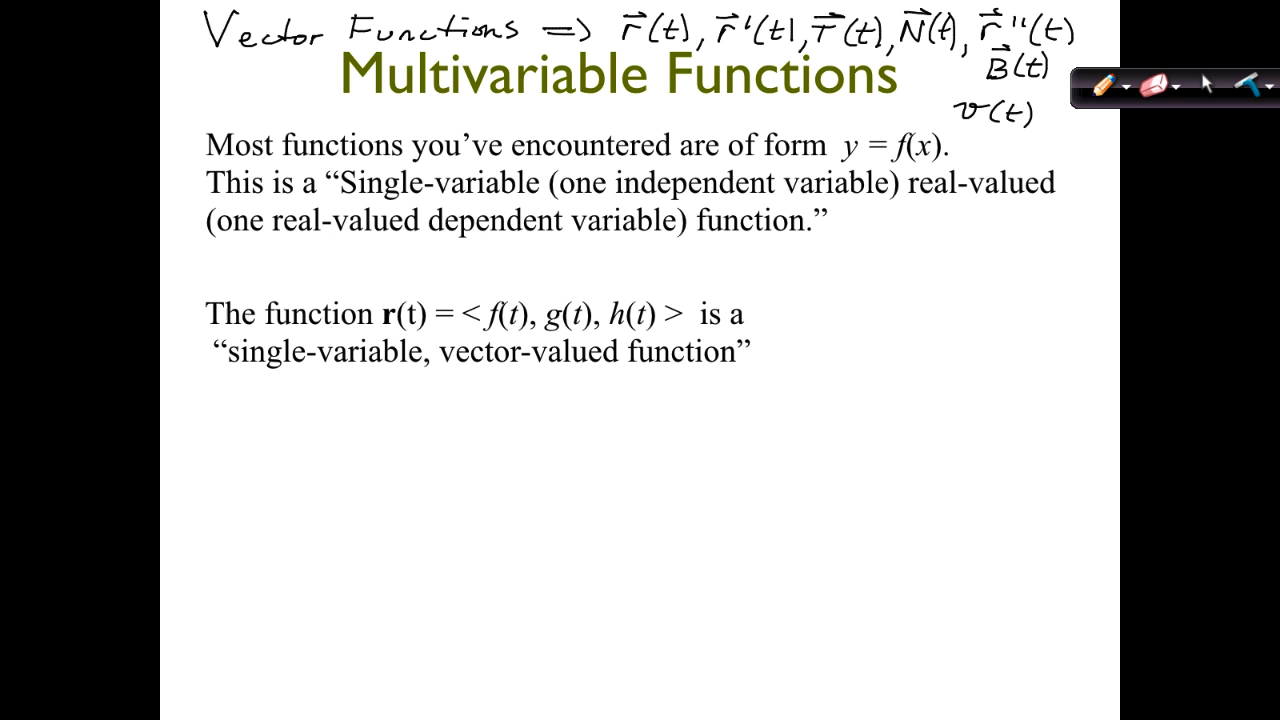 Vector Functions ⇒ r⃗(t), r⃗'(t), T⃗(t), N⃗(t), r⃗''(t)
B⃗(t)
v(t)
Multivariable Functions
Most functions you’ve encountered are of form y = f(x).
This is a “Single-variable (one independent variable) real-valued
(one real-valued dependent variable) function.”
The function r(t) = < f(t), g(t), h(t) > is a
“single-variable, vector-valued function”